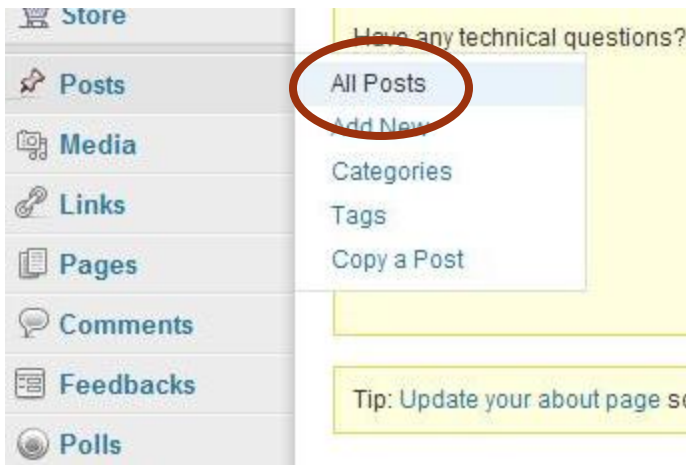 Store
Posts
Media
Links
Pages
Comments
Feedbacks
Polls
Have any technical questions?
All Posts
Add New
Categories
Tags
Copy a Post
Tip: Update your about page so